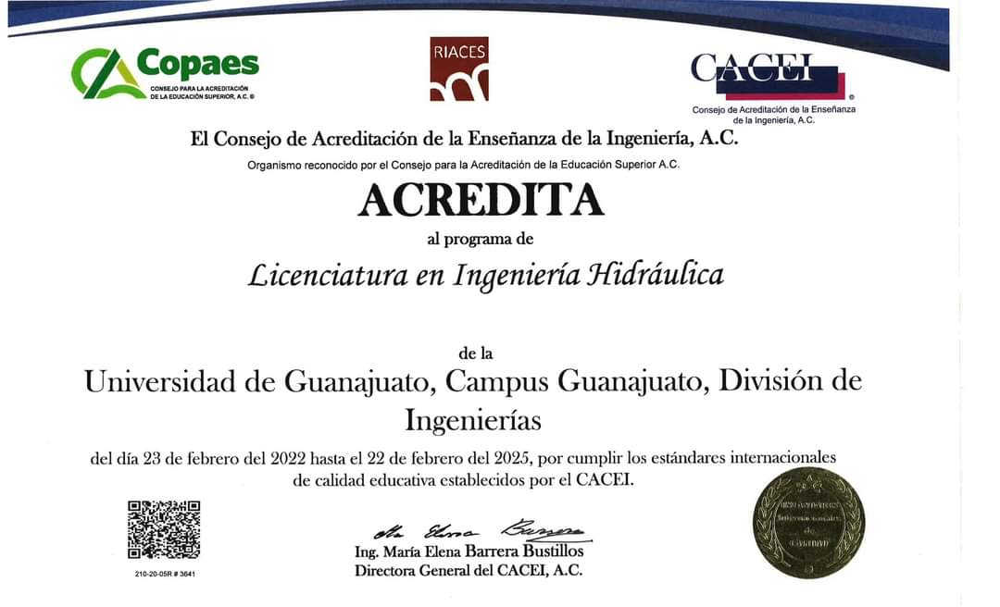 Copaes
CONSEJO PARA LA ACREDITACIÓN
DE LA EDUCACIÓN SUPERIOR, A.C. ®
RIACES
CACEI ®
Consejo de Acreditación de la Enseñanza
de la Ingeniería, A.C.
El Consejo de Acreditación de la Enseñanza de la Ingeniería, A.C.
Organismo reconocido por el Consejo para la Acreditación de la Educación Superior A.C.
ACREDITA
al programa de
Licenciatura en Ingeniería Hidráulica
de la
Universidad de Guanajuato, Campus Guanajuato, División de
Ingenierías
del día 23 de febrero del 2022 hasta el 22 de febrero del 2025, por cumplir los estándares internacionales
de calidad educativa establecidos por el CACEI.
210-20-05R # 3641
Ing. María Elena Barrera Bustillos
Directora General del CACEI, A.C.